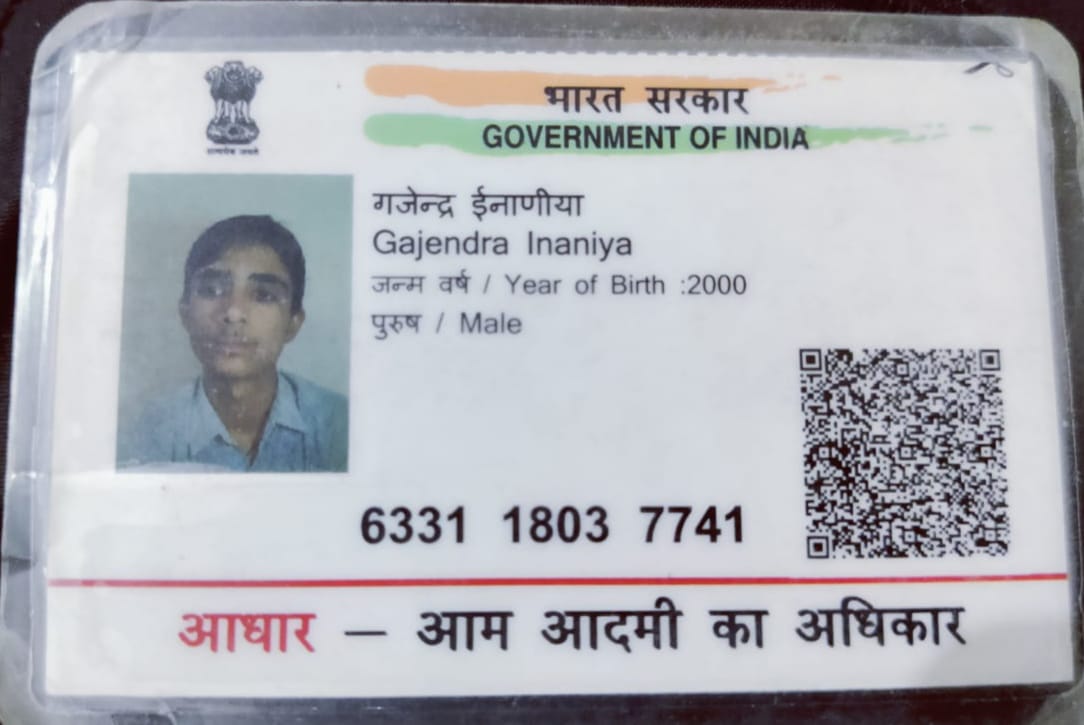 भारत सरकार
GOVERNMENT OF INDIA
सत्यमेव जयते
गजेन्द्र ईनाणीया
Gajendra Inaniya
जन्म वर्ष / Year of Birth :2000
पुरुष / Male
6331 1803 7741
आधार – आम आदमी का अधिकार